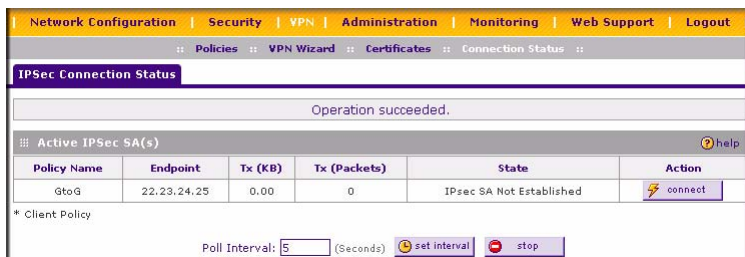 Network Configuration | Security | VPN | Administration | Monitoring | Web Support | Logout
:: Policies :: VPN Wizard :: Certificates :: Connection Status ::
IPSec Connection Status
Operation succeeded.
Active IPSec SA(s) help
Policy Name Endpoint Tx (KB) Tx (Packets) State Action
GtoG 22.23.24.25 0.00 0 IPsec SA Not Established connect
* Client Policy
Poll Interval: 5 (Seconds) set interval stop